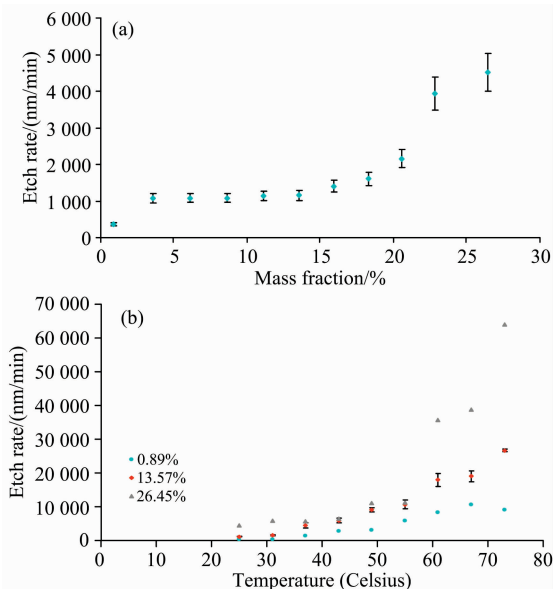 (a)
Etch rate/(nm/min)
6 000
5 000
4 000
3 000
2 000
1 000
0
0 5 10 15 20 25 30
Mass fraction/%
(b)
Etch rate/(nm/min)
70 000
60 000
50 000
40 000
30 000
20 000
10 000
0
0.89%
13.57%
26.45%
0 10 20 30 40 50 60 70 80
Temperature (Celsius)